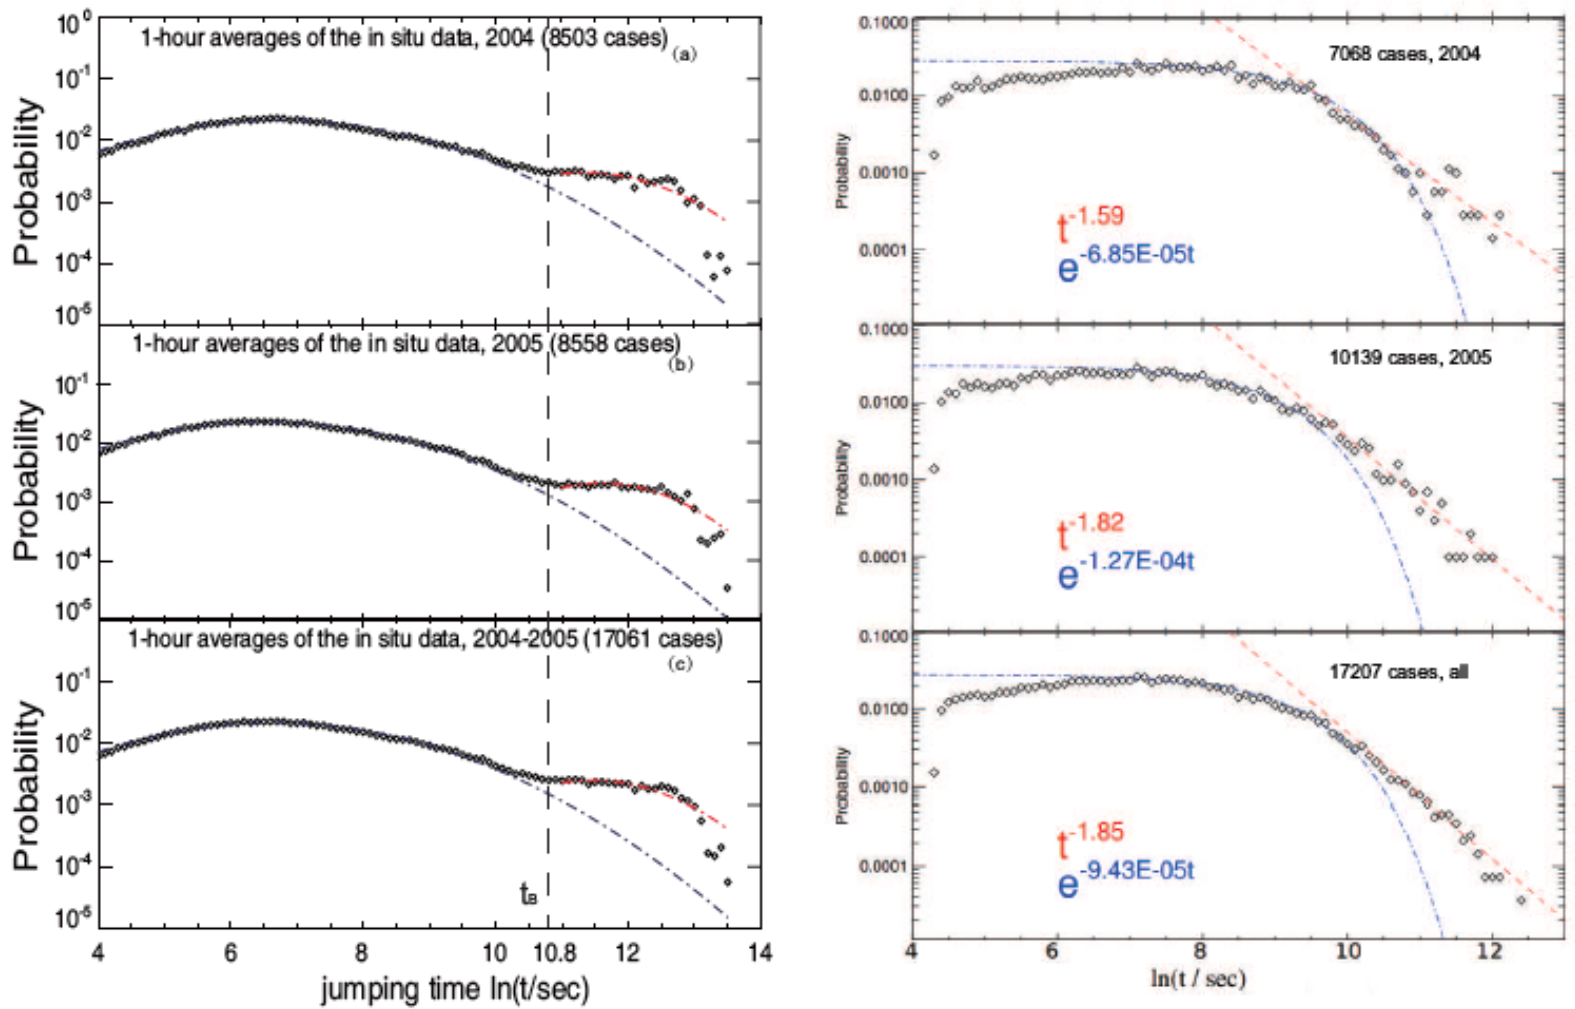 10^0
1-hour averages of the in situ data, 2004 (8503 cases)
(a)
10^-1
10^-2
10^-3
10^-4
10^-5
Probability
1-hour averages of the in situ data, 2005 (8558 cases)
(b)
10^-1
10^-2
10^-3
10^-4
10^-5
Probability
1-hour averages of the in situ data, 2004-2005 (17061 cases)
(c)
10^-1
10^-2
10^-3
10^-4
10^-5
Probability
t_B
4 6 8 10 10.8 12 14
jumping time ln(t/sec)
0.1000
7068 cases, 2004
0.0100
0.0010
0.0001
Probability
t^-1.59
e^-6.85E-05t
0.1000
10139 cases, 2005
0.0100
0.0010
0.0001
Probability
t^-1.82
e^-1.27E-04t
0.1000
17207 cases, all
0.0100
0.0010
0.0001
Probability
t^-1.85
e^-9.43E-05t
4 6 8 10 12
ln(t / sec)